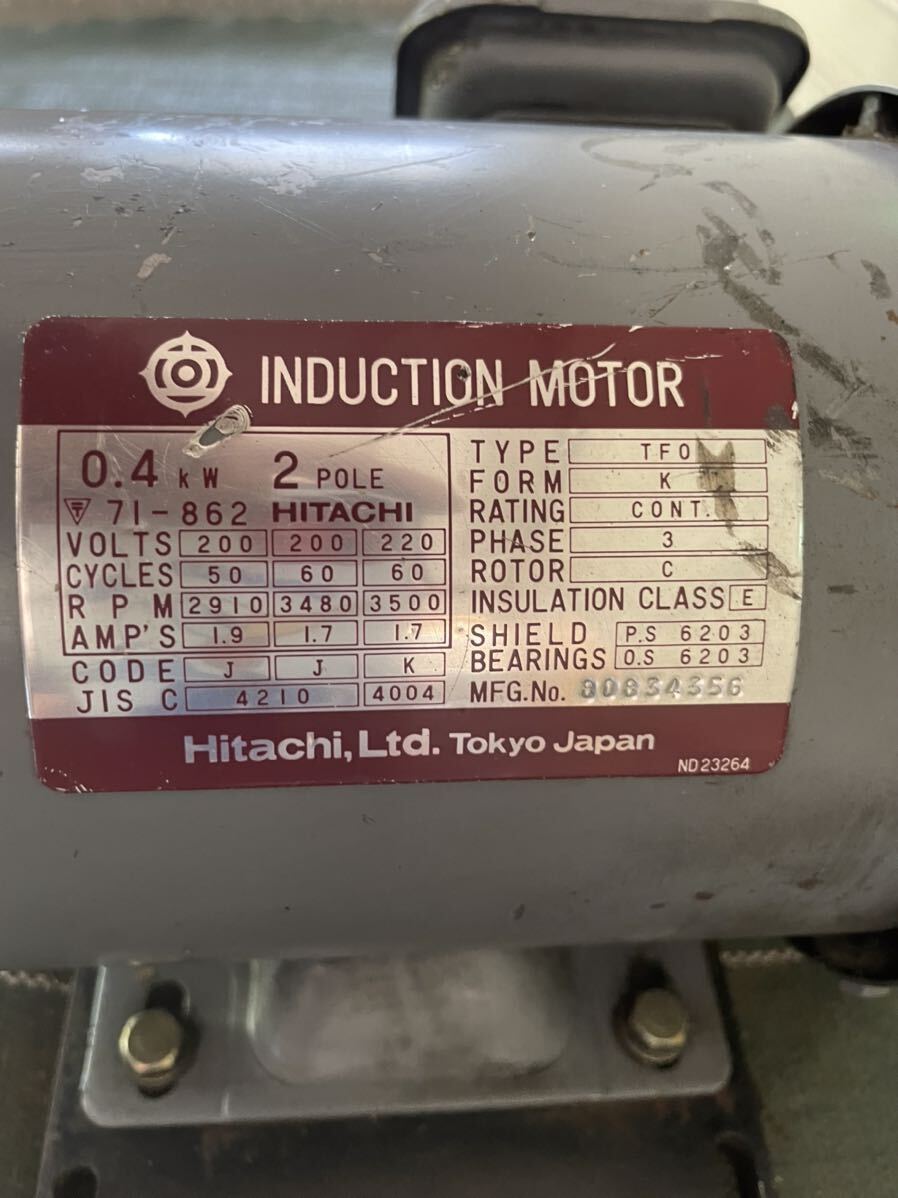 INDUCTION MOTOR
0.4 kW 2 POLE
〒 71-862 HITACHI
VOLTS 200 200 220
CYCLES 50 60 60
RPM 2910 3480 3500
AMP'S 1.9 1.7 1.7
CODE J J K
JIS C 4210 4004
TYPE TFO
FORM K
RATING CONT.
PHASE 3
ROTOR C
INSULATION CLASS E
SHIELD P.S 6203
BEARINGS O.S 6203
MFG.No. 80834356
Hitachi, Ltd. Tokyo Japan
ND23264